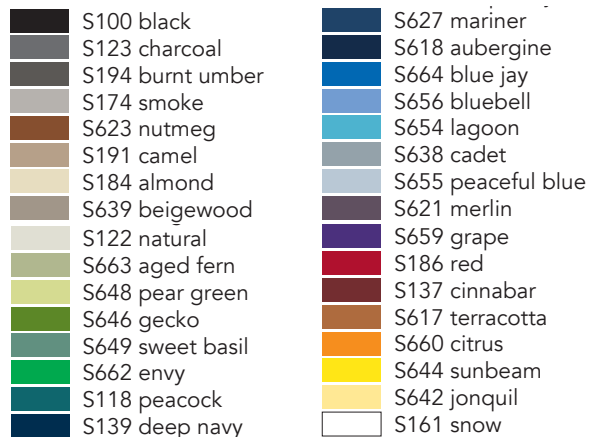 S100 black
S123 charcoal
S194 burnt umber
S174 smoke
S623 nutmeg
S191 camel
S184 almond
S639 beigewood
S122 natural
S663 aged fern
S648 pear green
S646 gecko
S649 sweet basil
S662 envy
S118 peacock
S139 deep navy
S627 mariner
S618 aubergine
S664 blue jay
S656 bluebell
S654 lagoon
S638 cadet
S655 peaceful blue
S621 merlin
S659 grape
S186 red
S137 cinnabar
S617 terracotta
S660 citrus
S644 sunbeam
S642 jonquil
S161 snow